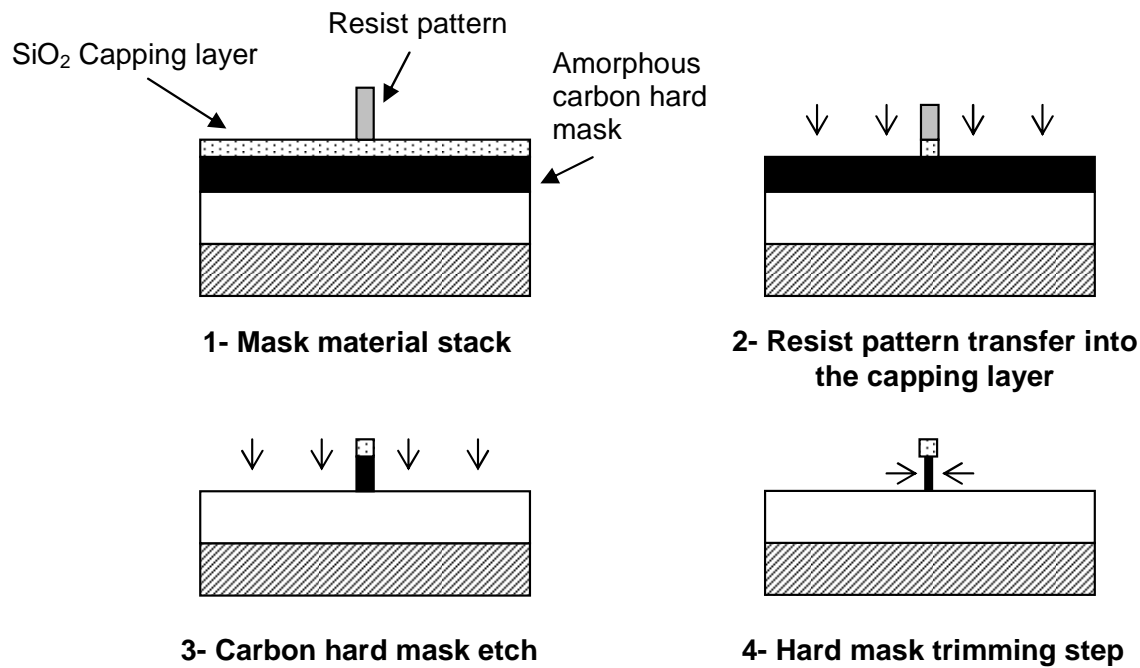 Resist pattern
SiO₂ Capping layer
Amorphous
carbon hard
mask
1- Mask material stack
2- Resist pattern transfer into
the capping layer
3- Carbon hard mask etch
4- Hard mask trimming step